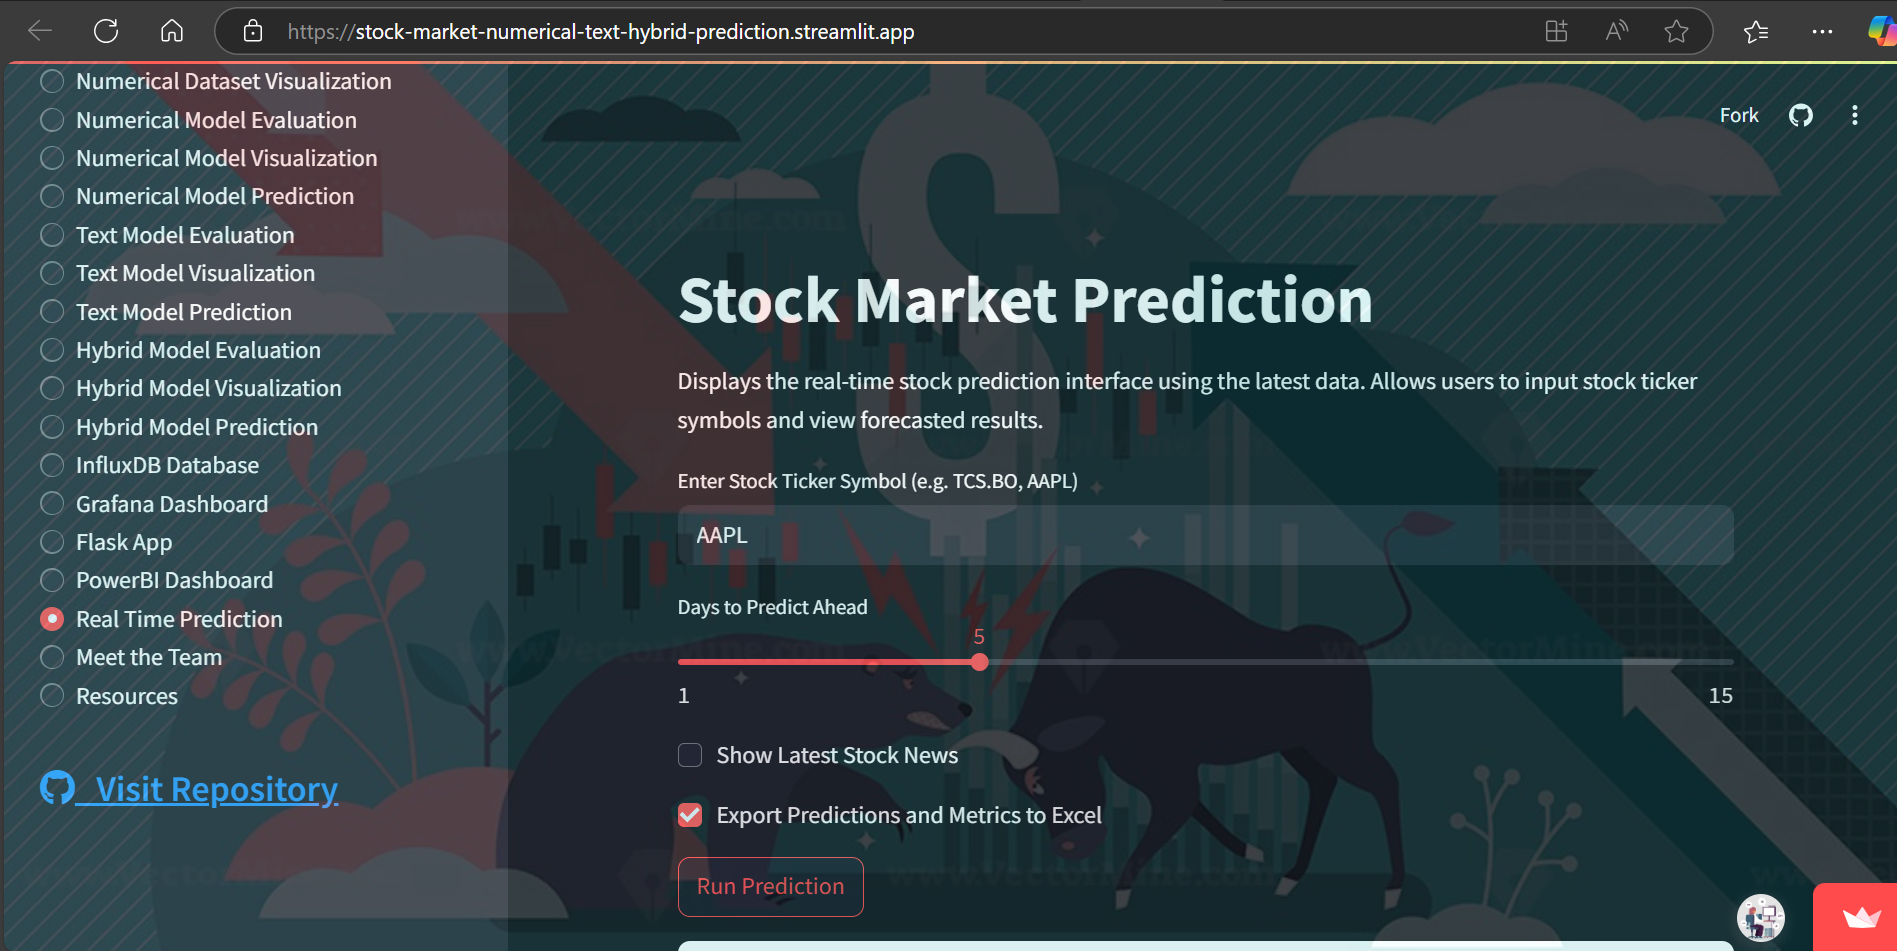 https://stock-market-numerical-text-hybrid-prediction.streamlit.app
Numerical Dataset Visualization
Numerical Model Evaluation
Numerical Model Visualization
Numerical Model Prediction
Text Model Evaluation
Text Model Visualization
Text Model Prediction
Hybrid Model Evaluation
Hybrid Model Visualization
Hybrid Model Prediction
InfluxDB Database
Grafana Dashboard
Flask App
PowerBI Dashboard
Real Time Prediction
Meet the Team
Resources
Visit Repository
Fork
Stock Market Prediction
Displays the real-time stock prediction interface using the latest data. Allows users to input stock ticker
symbols and view forecasted results.
Enter Stock Ticker Symbol (e.g. TCS.BO, AAPL)
AAPL
Days to Predict Ahead
5
1
15
Show Latest Stock News
Export Predictions and Metrics to Excel
Run Prediction
www.VectorMine.com